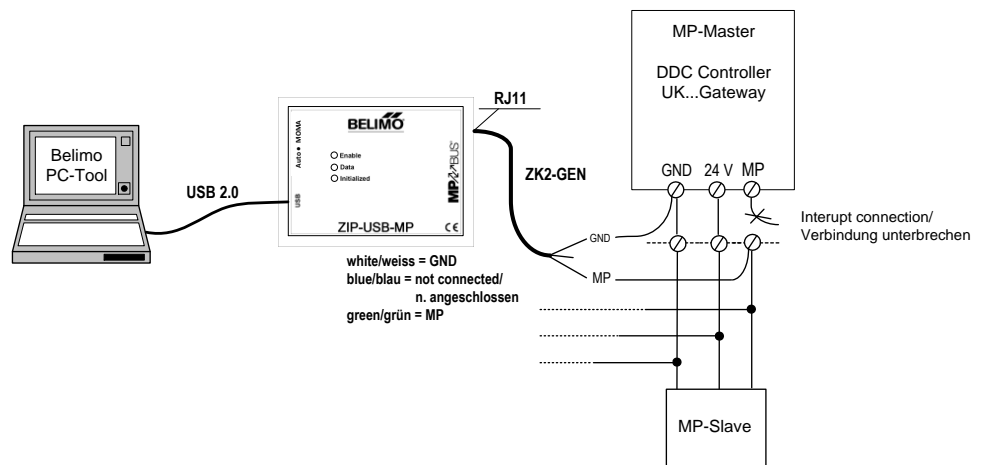 MP-Master
DDC Controller
UK...Gateway
GND 24 V MP
Interupt connection/
Verbindung unterbrechen
RJ11
ZK2-GEN
GND
MP
Belimo
PC-Tool
USB 2.0
Auto MOMA
USB
BELIMO
Enable
Data
Initialized
MP BUS
ZIP-USB-MP
CE
white/weiss = GND
blue/blau = not connected/
n. angeschlossen
green/grün = MP
MP-Slave